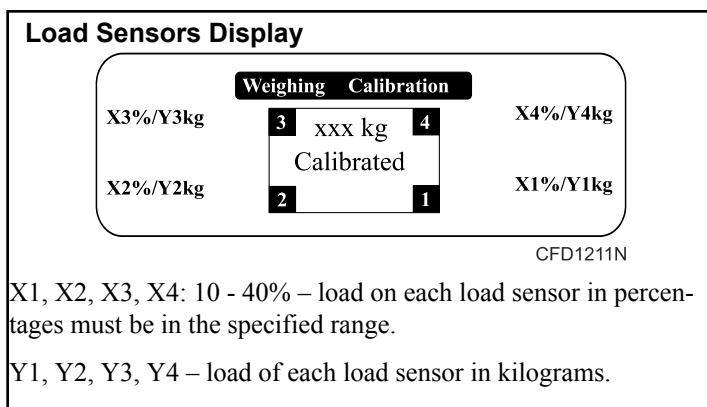 Load Sensors Display
Weighing Calibration
X3%/Y3kg
3
xxx kg
4
X4%/Y4kg
Calibrated
X2%/Y2kg
2
1
X1%/Y1kg
CFD1211N
X1, X2, X3, X4: 10 - 40% – load on each load sensor in percen-
tages must be in the specified range.
Y1, Y2, Y3, Y4 – load of each load sensor in kilograms.